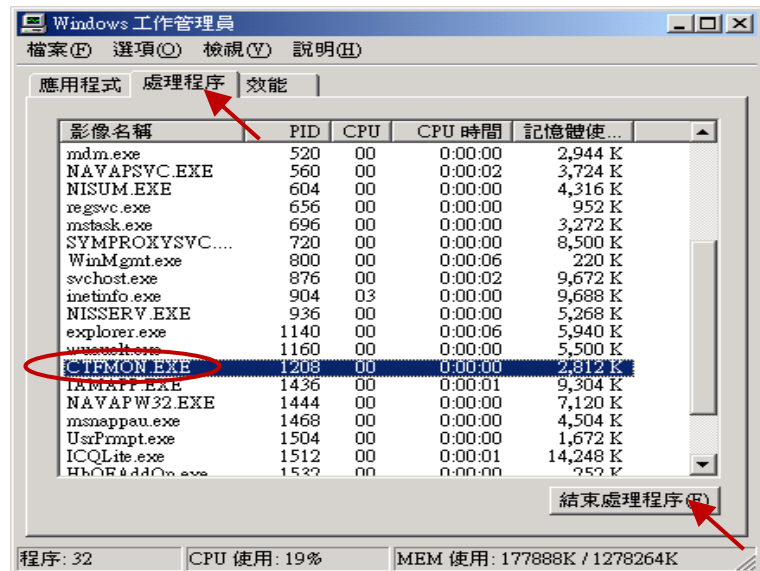 Windows 工作管理員
檔案(F) 選項(O) 檢視(V) 說明(H)
應用程式 處理程序 效能
影像名稱 PID CPU CPU 時間 記憶體使...
mdm.exe 520 00 0:00:00 2,944 K
NAVAPSVC.EXE 560 00 0:00:02 3,724 K
NISUM.EXE 604 00 0:00:00 4,316 K
regsvc.exe 656 00 0:00:00 952 K
mstask.exe 696 00 0:00:00 3,272 K
SYMPROXYSVC.... 720 00 0:00:00 8,500 K
WinMgmt.exe 800 00 0:00:06 220 K
svchost.exe 876 00 0:00:02 9,672 K
inetinfo.exe 904 03 0:00:00 9,688 K
NISSERV.EXE 936 00 0:00:00 5,268 K
explorer.exe 1140 00 0:00:06 5,940 K
wuauclt.exe 1160 00 0:00:00 5,500 K
CTFMON.EXE 1208 00 0:00:00 2,812 K
IAMAPP.EXE 1436 00 0:00:01 9,304 K
NAVAPW32.EXE 1444 00 0:00:00 7,120 K
msnappau.exe 1468 00 0:00:00 4,504 K
UsrPrmpt.exe 1504 00 0:00:00 1,672 K
ICQLite.exe 1512 00 0:00:01 14,248 K
HbOEAddOn.exe 1532 00 0:00:00 252 K
結束處理程序(E)
程序: 32 CPU 使用: 19% MEM 使用: 177888K / 1278264K